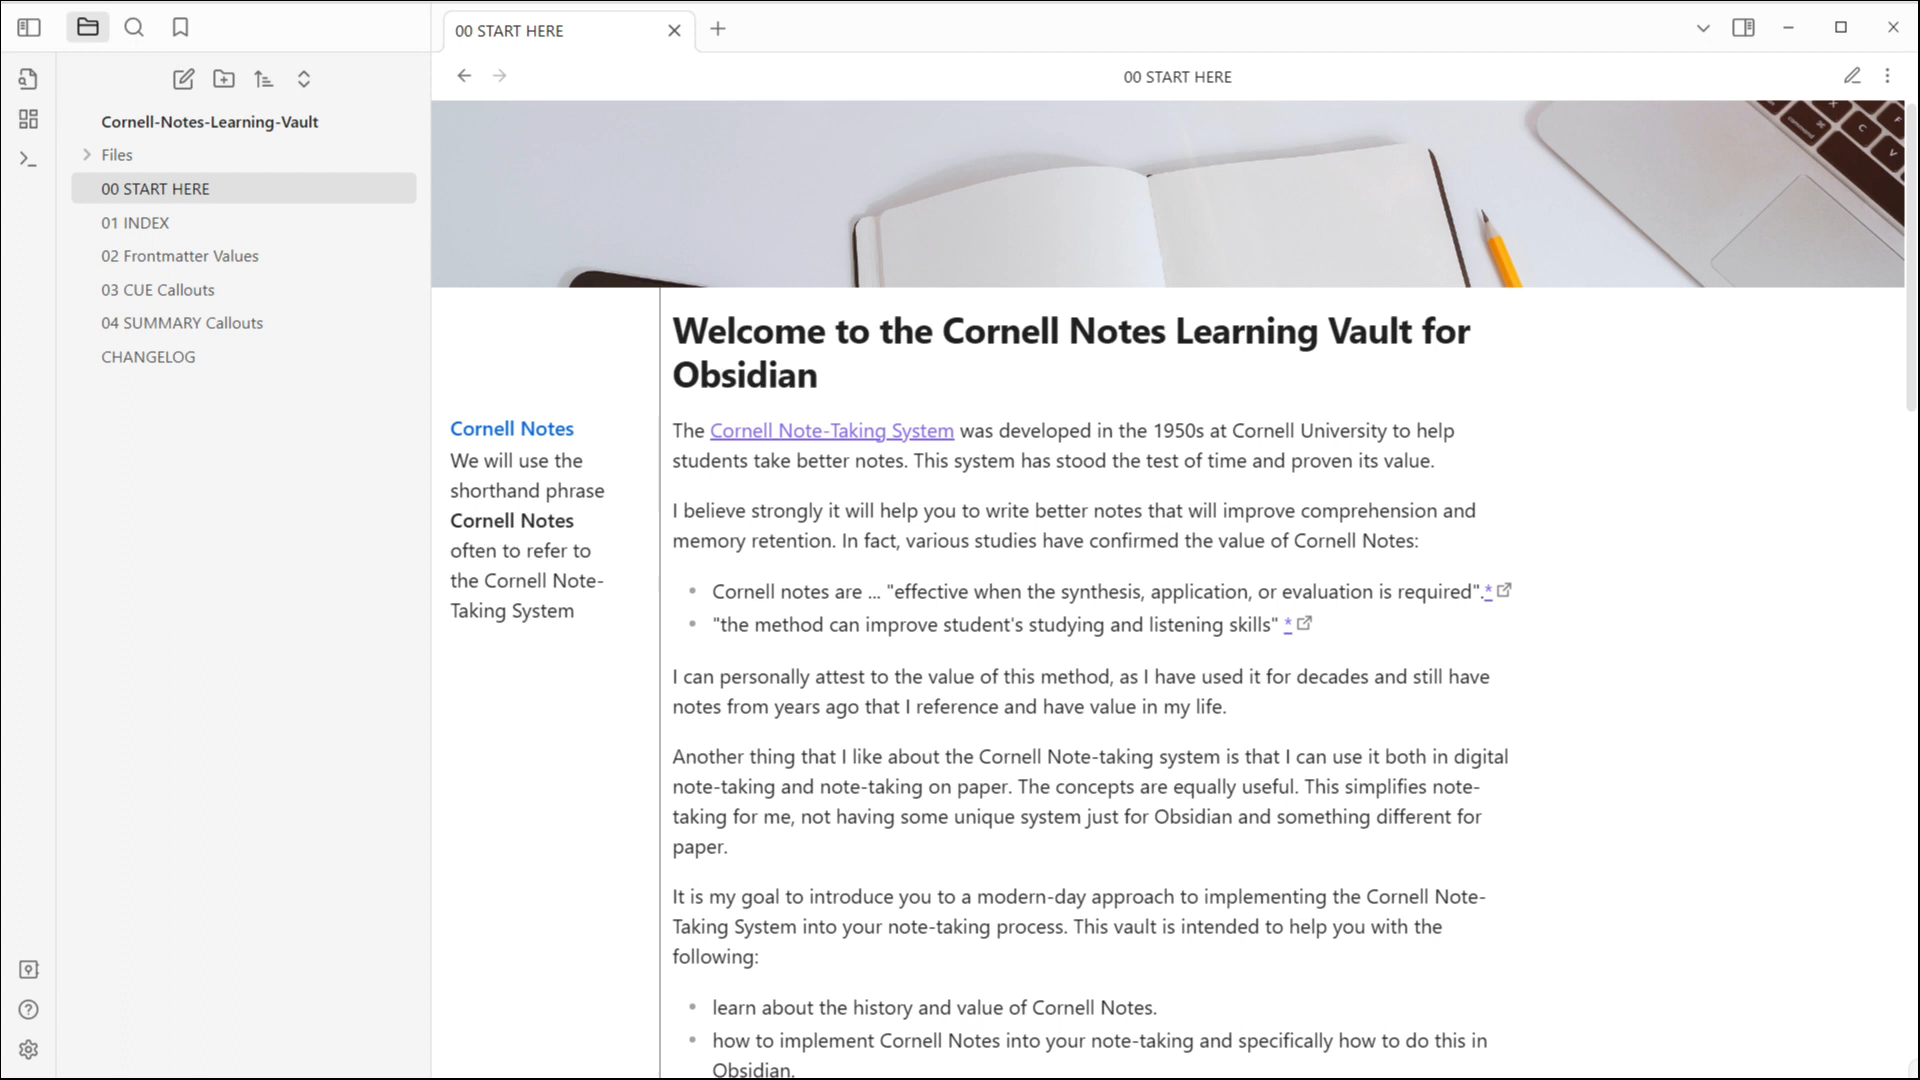 00 START HERE
00 START HERE
Cornell-Notes-Learning-Vault
Files
00 START HERE
01 INDEX
02 Frontmatter Values
03 CUE Callouts
04 SUMMARY Callouts
CHANGELOG
command
C
F
V
Welcome to the Cornell Notes Learning Vault for
Obsidian
Cornell Notes
We will use the
shorthand phrase
Cornell Notes
often to refer to
the Cornell Note-
Taking System
The Cornell Note-Taking System was developed in the 1950s at Cornell University to help
students take better notes. This system has stood the test of time and proven its value.
I believe strongly it will help you to write better notes that will improve comprehension and
memory retention. In fact, various studies have confirmed the value of Cornell Notes:
• Cornell notes are ... "effective when the synthesis, application, or evaluation is required".*
• "the method can improve student's studying and listening skills" *
I can personally attest to the value of this method, as I have used it for decades and still have
notes from years ago that I reference and have value in my life.
Another thing that I like about the Cornell Note-taking system is that I can use it both in digital
note-taking and note-taking on paper. The concepts are equally useful. This simplifies note-
taking for me, not having some unique system just for Obsidian and something different for
paper.
It is my goal to introduce you to a modern-day approach to implementing the Cornell Note-
Taking System into your note-taking process. This vault is intended to help you with the
following:
• learn about the history and value of Cornell Notes.
• how to implement Cornell Notes into your note-taking and specifically how to do this in
Obsidian.